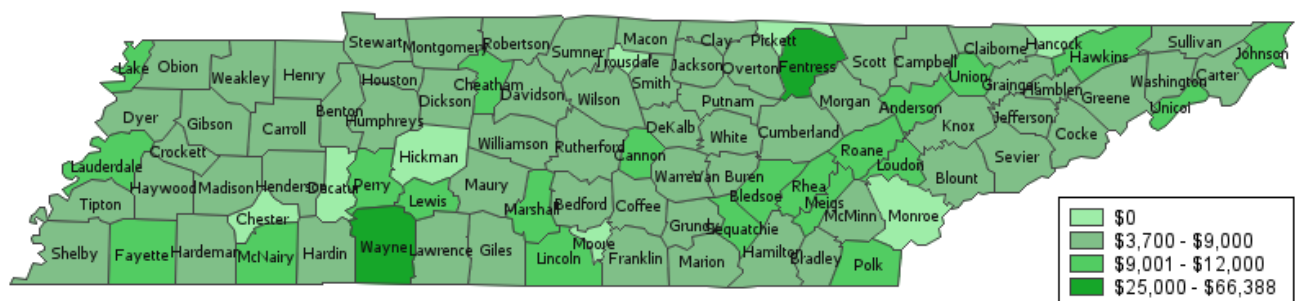 Stewart
Montgomery
Robertson
Sumner
Macon
Clay
Pickett
Trousdale
Lake
Obion
Weakley
Henry
Houston
Cheatham
Davidson
Wilson
Smith
Jackson
Overton
Fentress
Scott
Campbell
Claiborne
Hancock
Hawkins
Sullivan
Johnson
Union
Grainger
Hamblen
Greene
Washington
Carter
Unicoi
Dyer
Gibson
Carroll
Benton
Humphreys
Dickson
Putnam
Morgan
Anderson
Knox
Jefferson
Cocke
Lauderdale
Crockett
Haywood
Madison
Henderson
Decatur
Perry
Hickman
Williamson
Rutherford
DeKalb
Cannon
White
Cumberland
Roane
Loudon
Blount
Sevier
Tipton
Chester
Lewis
Maury
Marshall
Bedford
Coffee
Warren
Van Buren
Bledsoe
Rhea
Meigs
McMinn
Monroe
Shelby
Fayette
Hardeman
McNairy
Hardin
Wayne
Lawrence
Giles
Lincoln
Moore
Franklin
Grundy
Sequatchie
Marion
Hamilton
Bradley
Polk
$0
$3,700 - $9,000
$9,001 - $12,000
$25,000 - $66,388